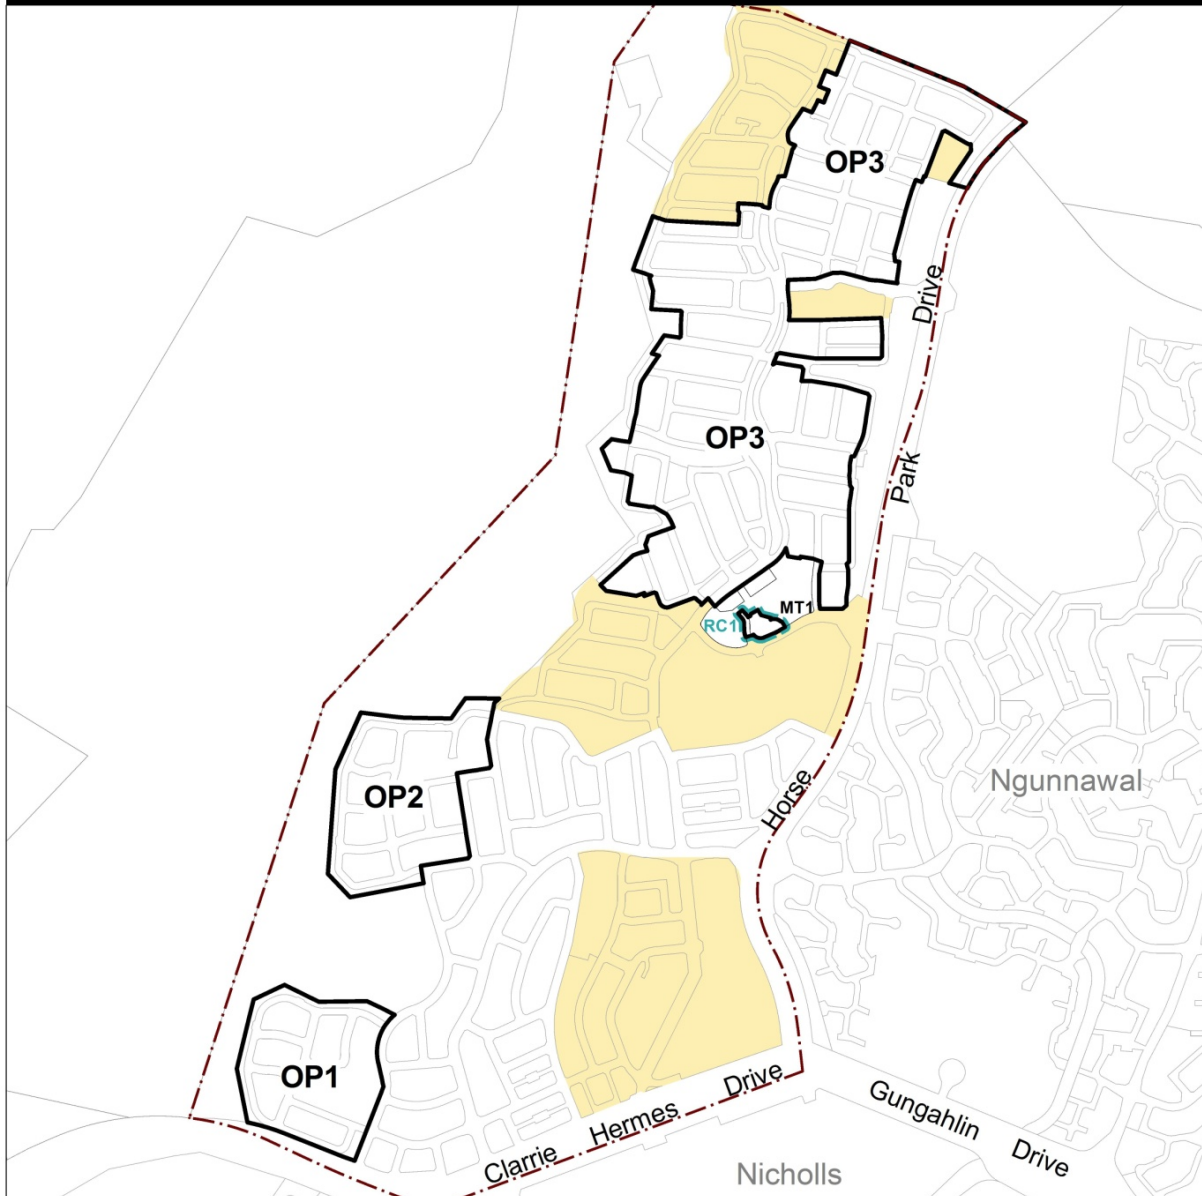 OP3
Drive
OP3
Park
MT1
RC1
Horse
Ngunnawal
OP2
OP1
Clarrie Hermes Drive
Gungahlin Drive
Nicholls